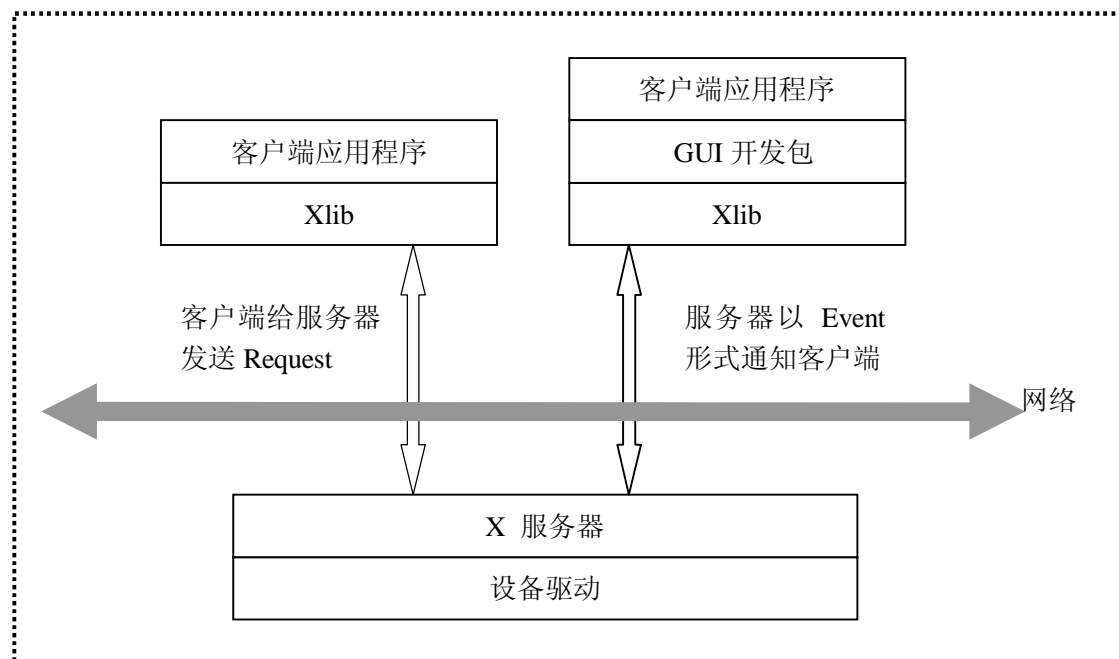 客户端应用程序
客户端应用程序
GUI 开发包
Xlib
Xlib
客户端给服务器
发送 Request
服务器以 Event
形式通知客户端
网络
X 服务器
设备驱动